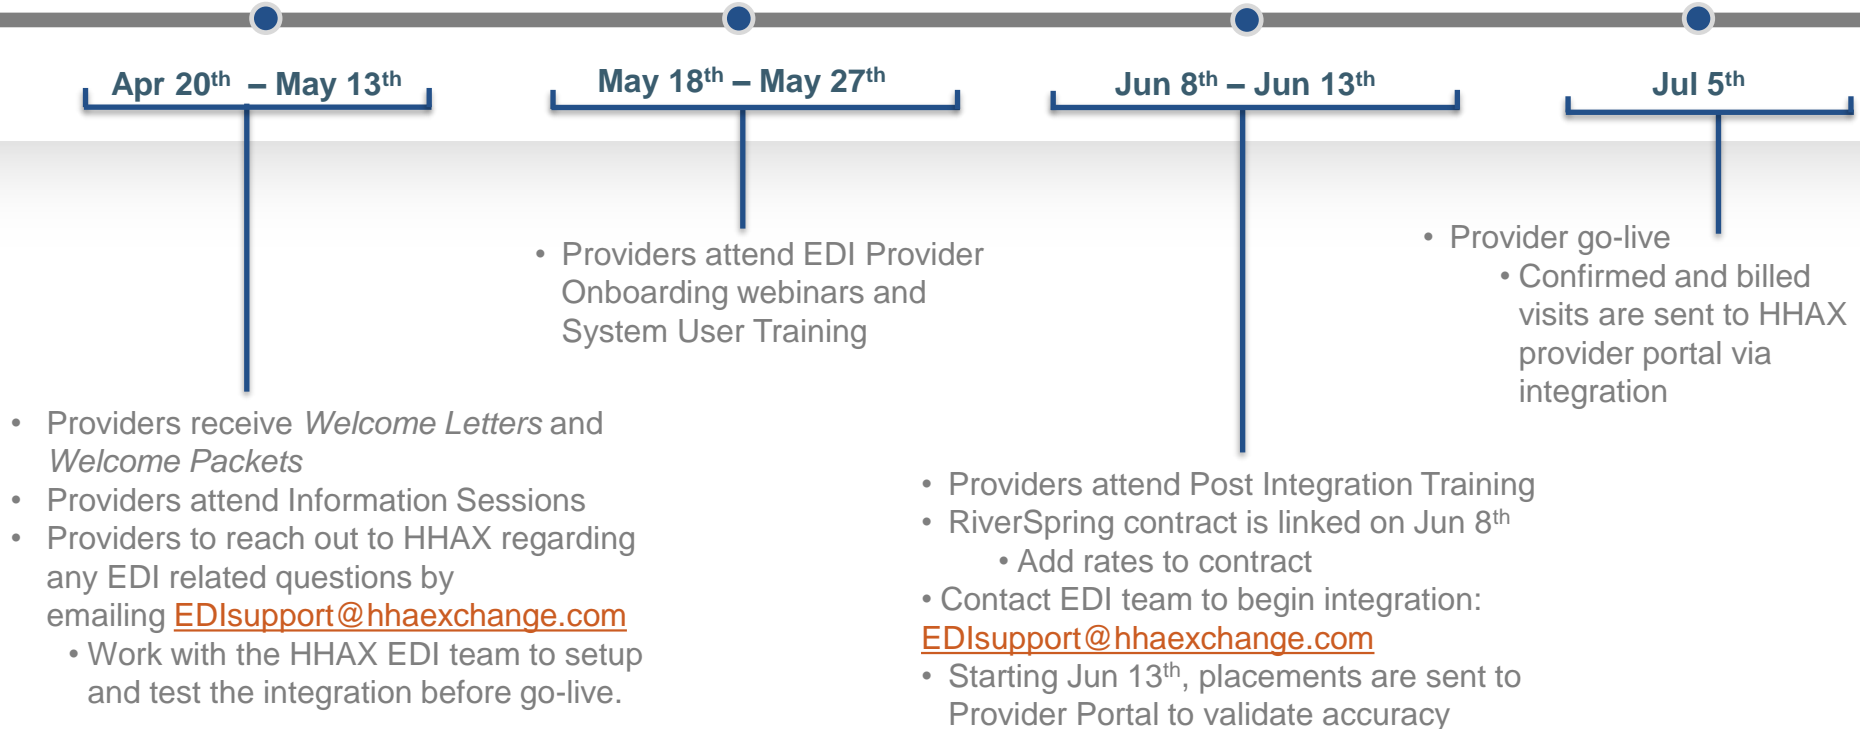 Apr 20th – May 13th
May 18th – May 27th
Jun 8th – Jun 13th
Jul 5th
• Providers receive Welcome Letters and
Welcome Packets
• Providers attend Information Sessions
• Providers to reach out to HHAX regarding
any EDI related questions by
emailing EDIsupport@hhaexchange.com
• Work with the HHAX EDI team to setup
and test the integration before go-live.
• Providers attend EDI Provider
Onboarding webinars and
System User Training
• Providers attend Post Integration Training
• RiverSpring contract is linked on Jun 8th
• Add rates to contract
• Contact EDI team to begin integration:
EDIsupport@hhaexchange.com
• Starting Jun 13th, placements are sent to
Provider Portal to validate accuracy
• Provider go-live
• Confirmed and billed
visits are sent to HHAX
provider portal via
integration